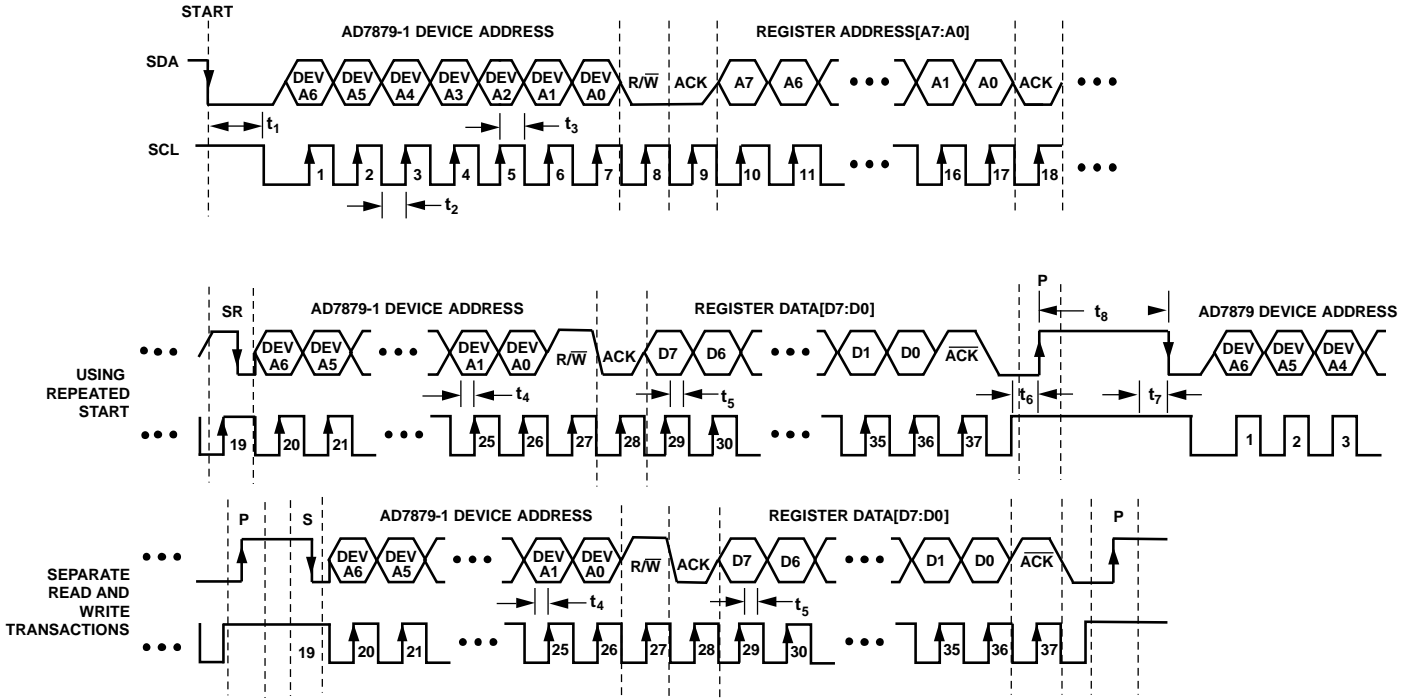 START
AD7879-1 DEVICE ADDRESS REGISTER ADDRESS[A7:A0]
SDA
DEV A6 DEV A5 DEV A4 DEV A3 DEV A2 DEV A1 DEV A0 R/W̅ ACK A7 A6 A1 A0 ACK
t1 t3
SCL
1 2 3 4 5 6 7 8 9 10 11 16 17 18
t2
P
SR AD7879-1 DEVICE ADDRESS REGISTER DATA[D7:D0] t8 AD7879 DEVICE ADDRESS
DEV A6 DEV A5 DEV A1 DEV A0 R/W̅ ACK D7 D6 D1 D0 A̅C̅K̅ DEV A6 DEV A5 DEV A4
USING
REPEATED
START
t4 t5 t6 t7
19 20 21 25 26 27 28 29 30 35 36 37 1 2 3
P S AD7879-1 DEVICE ADDRESS REGISTER DATA[D7:D0] P
DEV A6 DEV A5 DEV A1 DEV A0 R/W̅ ACK D7 D6 D1 D0 A̅C̅K̅
SEPARATE
READ AND
WRITE
TRANSACTIONS
t4 t5
19 20 21 25 26 27 28 29 30 35 36 37